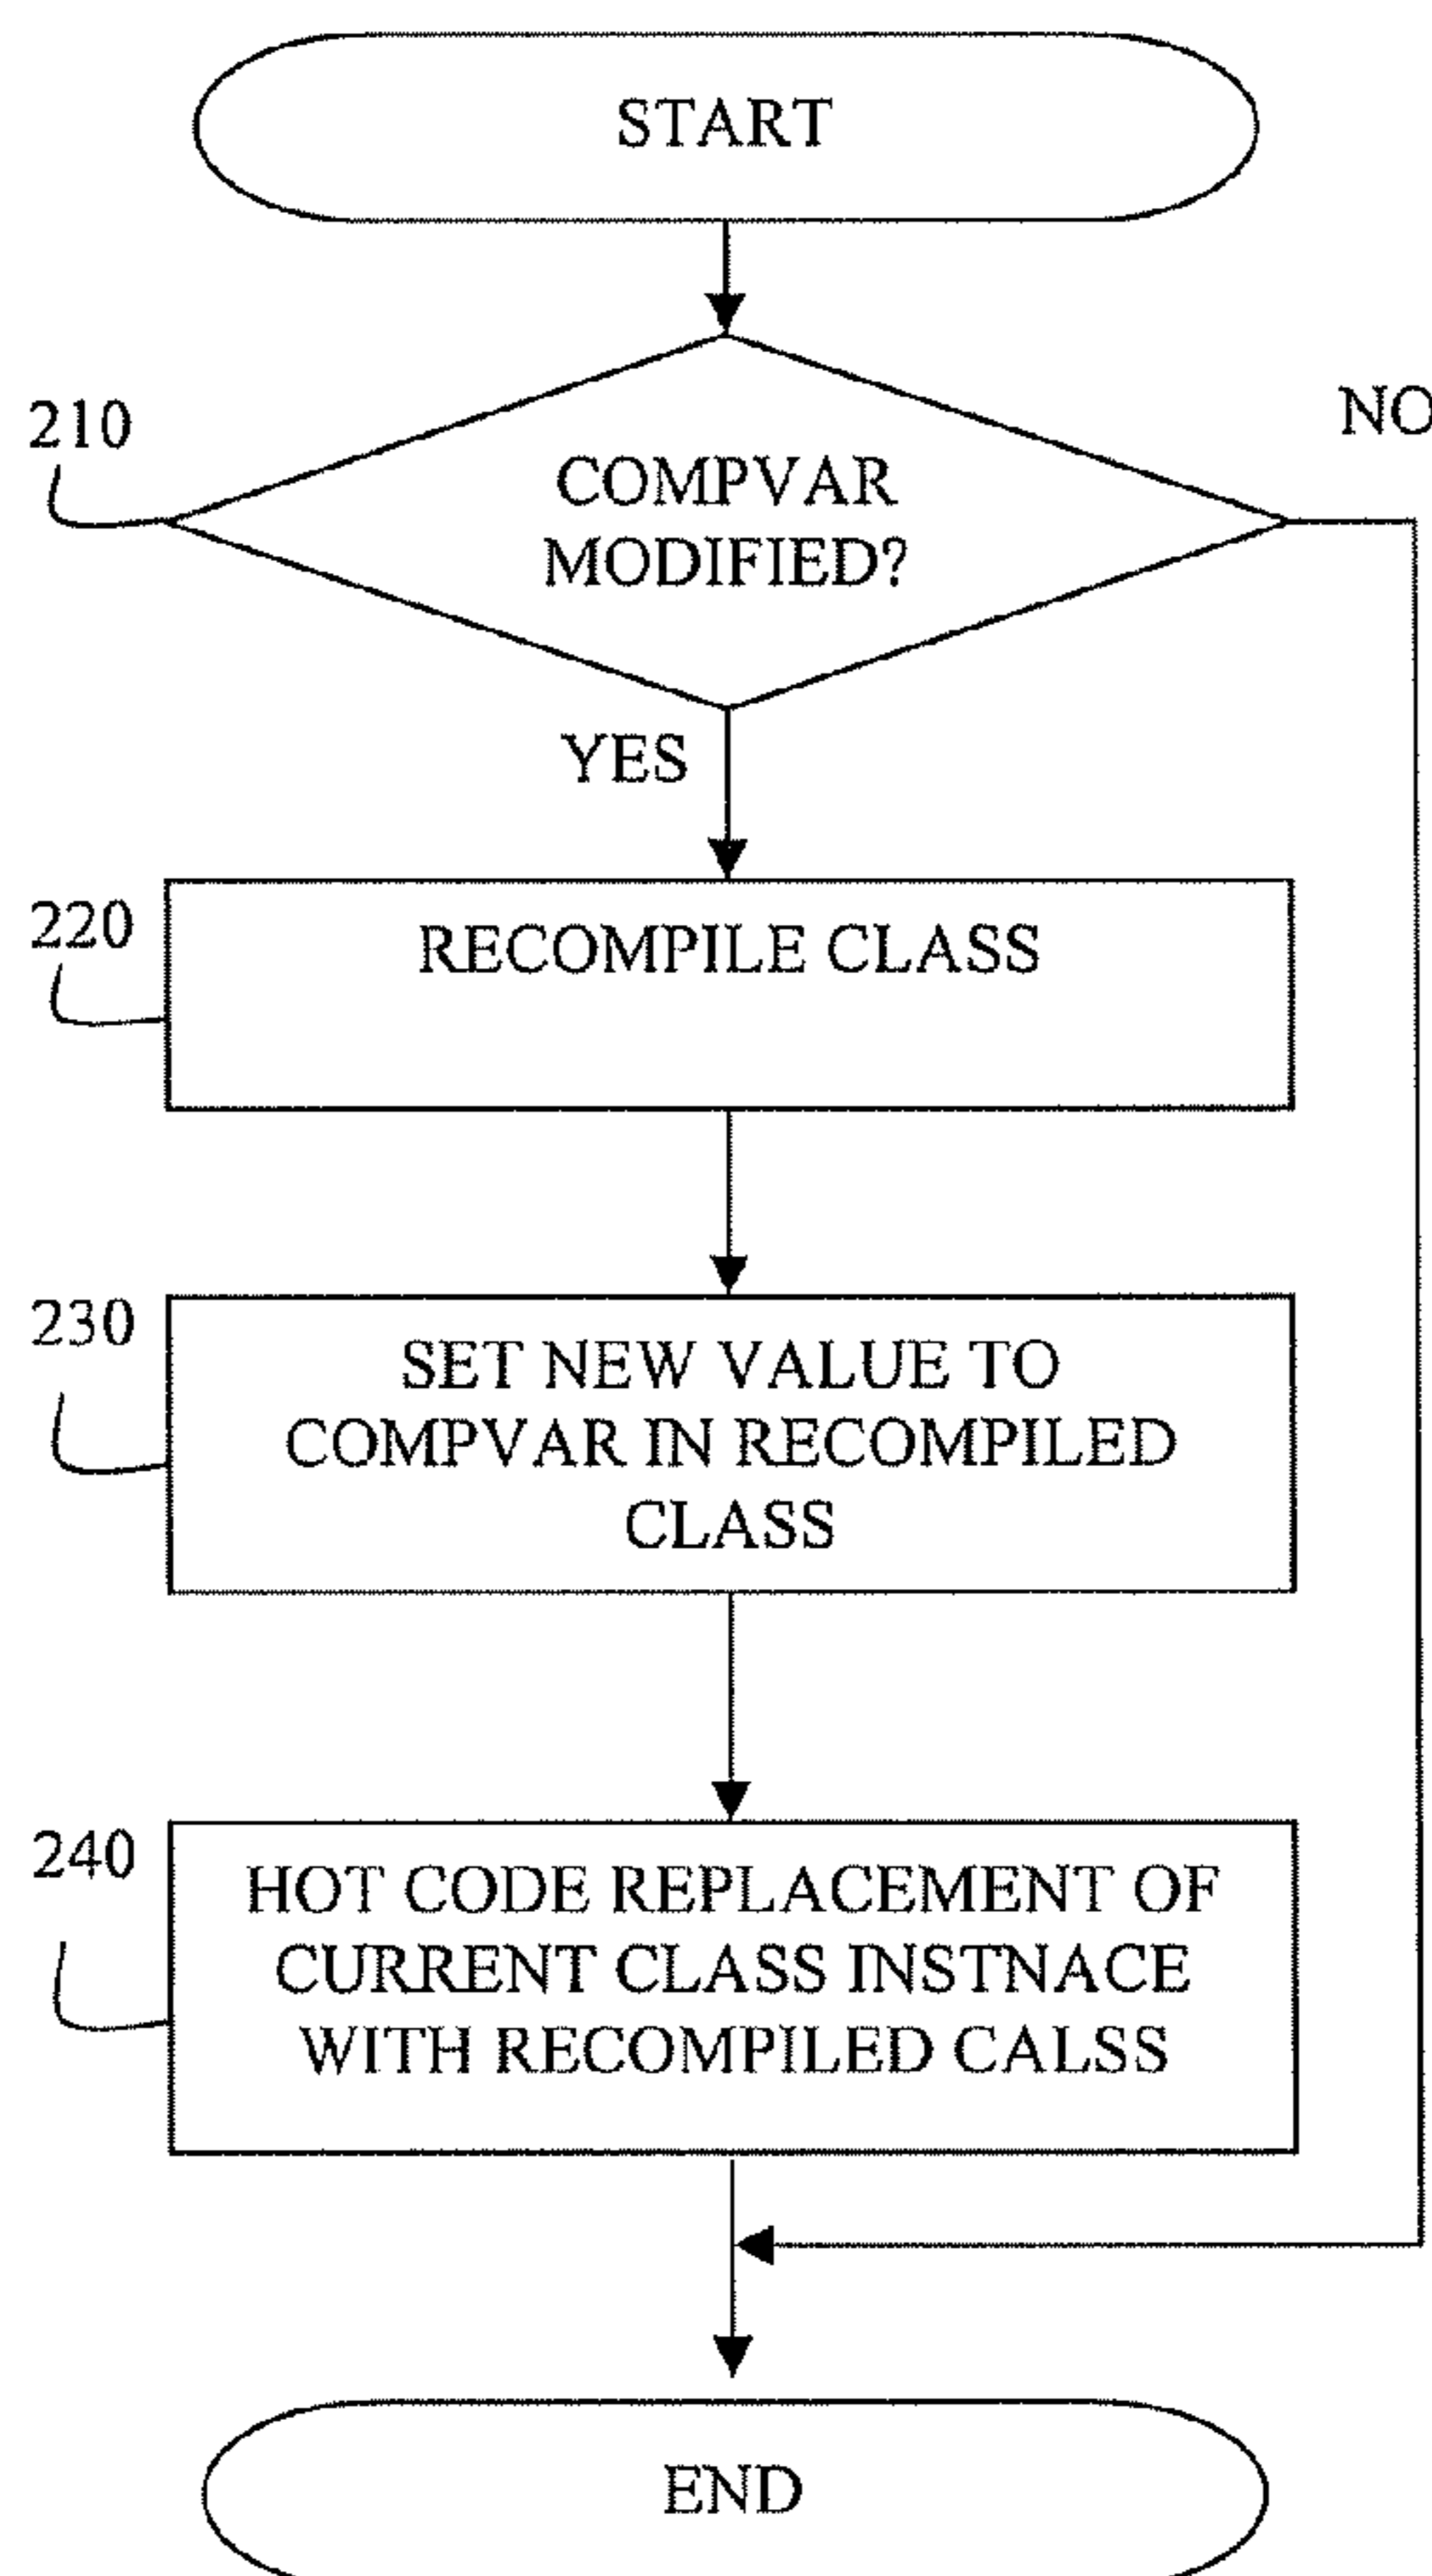 START
210
NO
COMPVAR
MODIFIED?
YES
220
RECOMPILE CLASS
230
SET NEW VALUE TO
COMPVAR IN RECOMPILED
CLASS
240
HOT CODE REPLACEMENT OF
CURRENT CLASS INSTNACE
WITH RECOMPILED CALSS
END